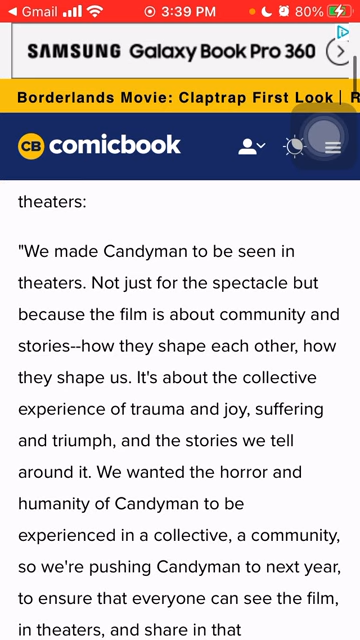 Gmail 3:39 PM 80%
SAMSUNG Galaxy Book Pro 360
Borderlands Movie: Claptrap First Look | R
CB comicbook
theaters:
"We made Candyman to be seen in
theaters. Not just for the spectacle but
because the film is about community and
stories--how they shape each other, how
they shape us. It's about the collective
experience of trauma and joy, suffering
and triumph, and the stories we tell
around it. We wanted the horror and
humanity of Candyman to be
experienced in a collective, a community,
so we're pushing Candyman to next year,
to ensure that everyone can see the film,
in theaters, and share in that